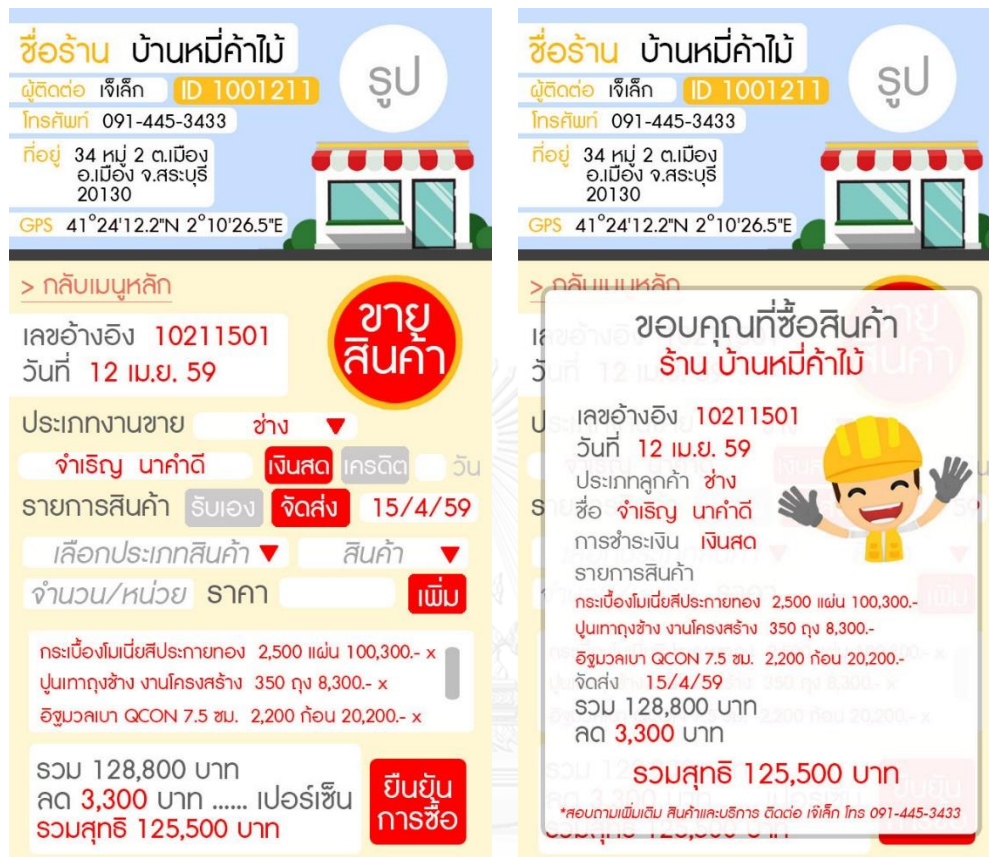 ชื่อร้าน บ้านหมี่ค้าไม้
ผู้ติดต่อ เจ๊เล็ก ID 1001211
โทรศัพท์ 091-445-3433
ที่อยู่ 34 หมู่ 2 ต.เมือง
อ.เมือง จ.สระบุรี
20130
GPS 41°24'12.2"N 2°10'26.5"E
รูป
> กลับเมนูหลัก
ขาย
สินค้า
เลขอ้างอิง 10211501
วันที่ 12 เม.ย. 59
ประเภทงานขาย ช่าง
จำเริญ นาคำดี เงินสด เครดิต วัน
รายการสินค้า รับเอง จัดส่ง 15/4/59
เลือกประเภทสินค้า สินค้า
จำนวน/หน่วย ราคา เพิ่ม
กระเบื้องโมเนี่ยสีประกายทอง 2,500 แผ่น 100,300.- x
ปูนเทาถุงช้าง งานโครงสร้าง 350 ถุง 8,300.- x
อิฐมวลเบา QCON 7.5 ซม. 2,200 ก้อน 20,200.- x
รวม 128,800 บาท
ลด 3,300 บาท ...... เปอร์เซ็น
รวมสุทธิ 125,500 บาท
ยืนยัน
การซื้อ
ชื่อร้าน บ้านหมี่ค้าไม้
ผู้ติดต่อ เจ๊เล็ก ID 1001211
โทรศัพท์ 091-445-3433
ที่อยู่ 34 หมู่ 2 ต.เมือง
อ.เมือง จ.สระบุรี
20130
GPS 41°24'12.2"N 2°10'26.5"E
รูป
> กลับเมนูหลัก
ขอบคุณที่ซื้อสินค้า
ร้าน บ้านหมี่ค้าไม้
เลขอ้างอิง 10211501
วันที่ 12 เม.ย. 59
ประเภทลูกค้า ช่าง
ชื่อ จำเริญ นาคำดี
การชำระเงิน เงินสด
รายการสินค้า
กระเบื้องโมเนี่ยสีประกายทอง 2,500 แผ่น 100,300.-
ปูนเทาถุงช้าง งานโครงสร้าง 350 ถุง 8,300.-
อิฐมวลเบา QCON 7.5 ซม. 2,200 ก้อน 20,200.-
จัดส่ง 15/4/59
รวม 128,800 บาท
ลด 3,300 บาท
รวมสุทธิ 125,500 บาท
*สอบถามเพิ่มเติม สินค้าและบริการ ติดต่อ เจ๊เล็ก โทร 091-445-3433